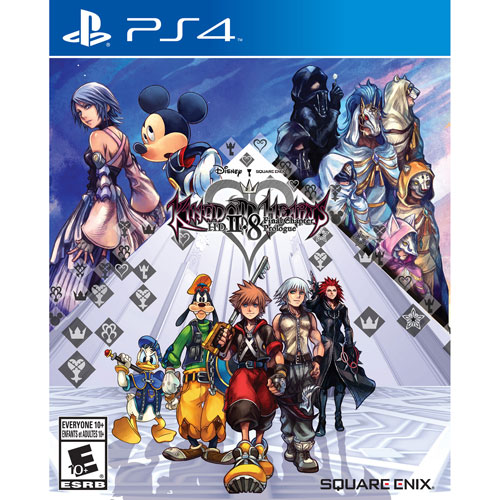 PS4
Disney SQUARE ENIX
KINGDOM HEARTS
HD II.8 Final Chapter
Prologue
EVERYONE 10+
ENFANTS et ADULTES 10+
E
10+
ESRB
SQUARE ENIX